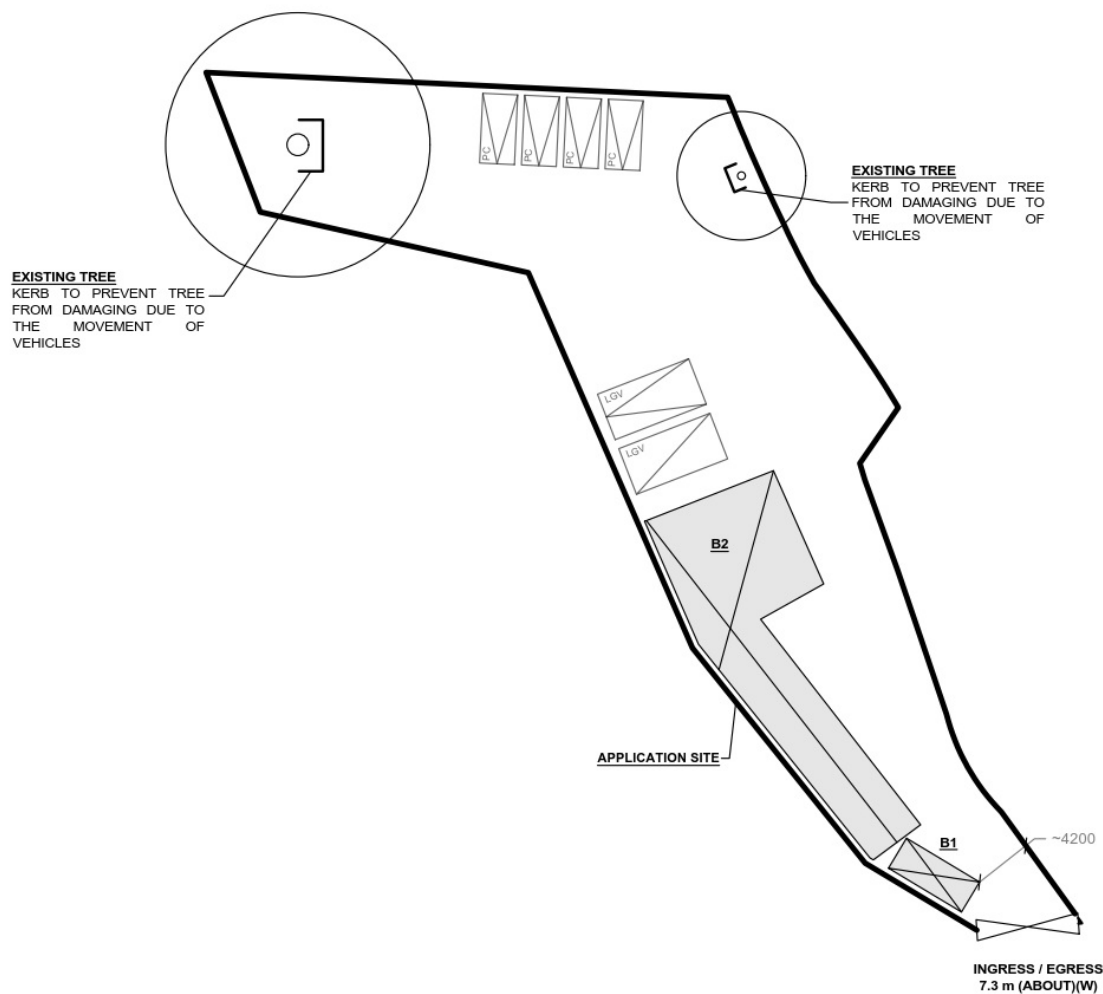 PC
PC
PC
PC
EXISTING TREE
KERB TO PREVENT TREE
FROM DAMAGING DUE TO
THE MOVEMENT OF
VEHICLES
EXISTING TREE
KERB TO PREVENT TREE
FROM DAMAGING DUE TO
THE MOVEMENT OF
VEHICLES
LGV
LGV
B2
APPLICATION SITE
B1
~4200
INGRESS / EGRESS
7.3 m (ABOUT)(W)